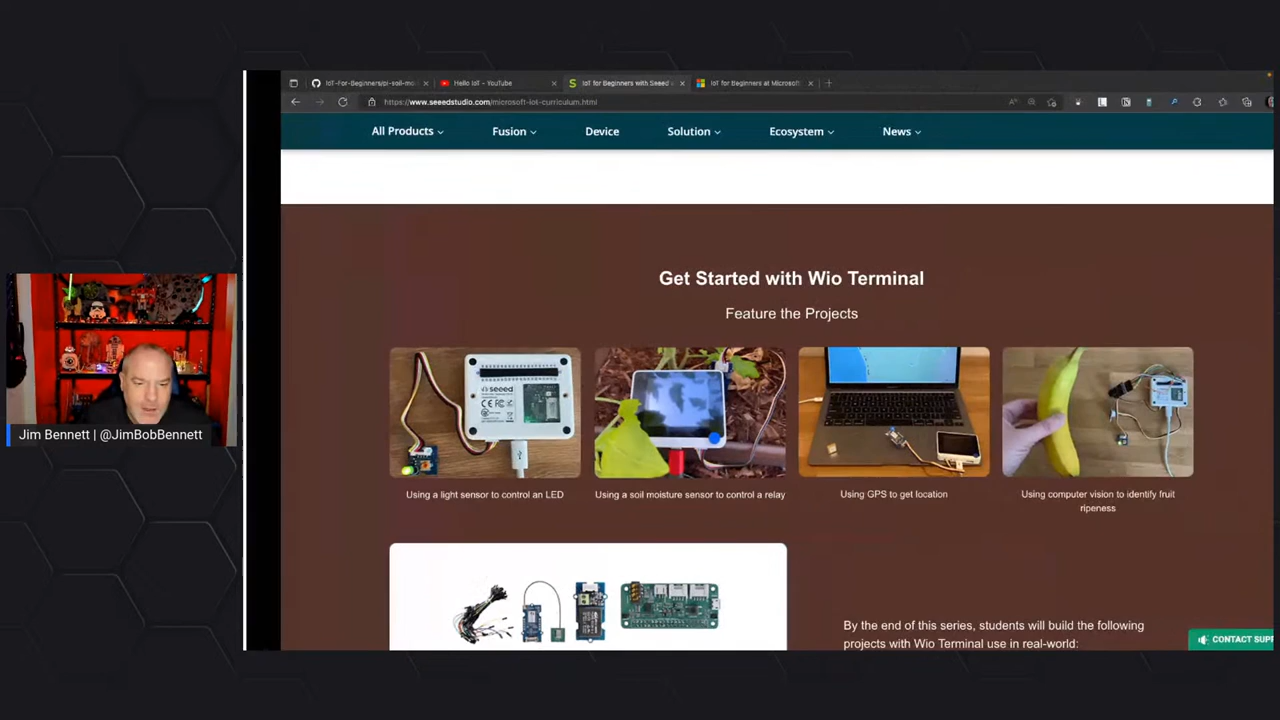 IoT-For-Beginners/pi-soil-mo
Hello IoT - YouTube
IoT for Beginners with Seeed
IoT for Beginners at Microsoft
https://www.seeedstudio.com/microsoft-iot-curriculum.html
All Products
Fusion
Device
Solution
Ecosystem
News
Get Started with Wio Terminal
Feature the Projects
seeed
Using a light sensor to control an LED
Using a soil moisture sensor to control a relay
Using GPS to get location
Using computer vision to identify fruit
ripeness
Jim Bennett | @JimBobBennett
By the end of this series, students will build the following
projects with Wio Terminal use in real-world:
CONTACT SUPP